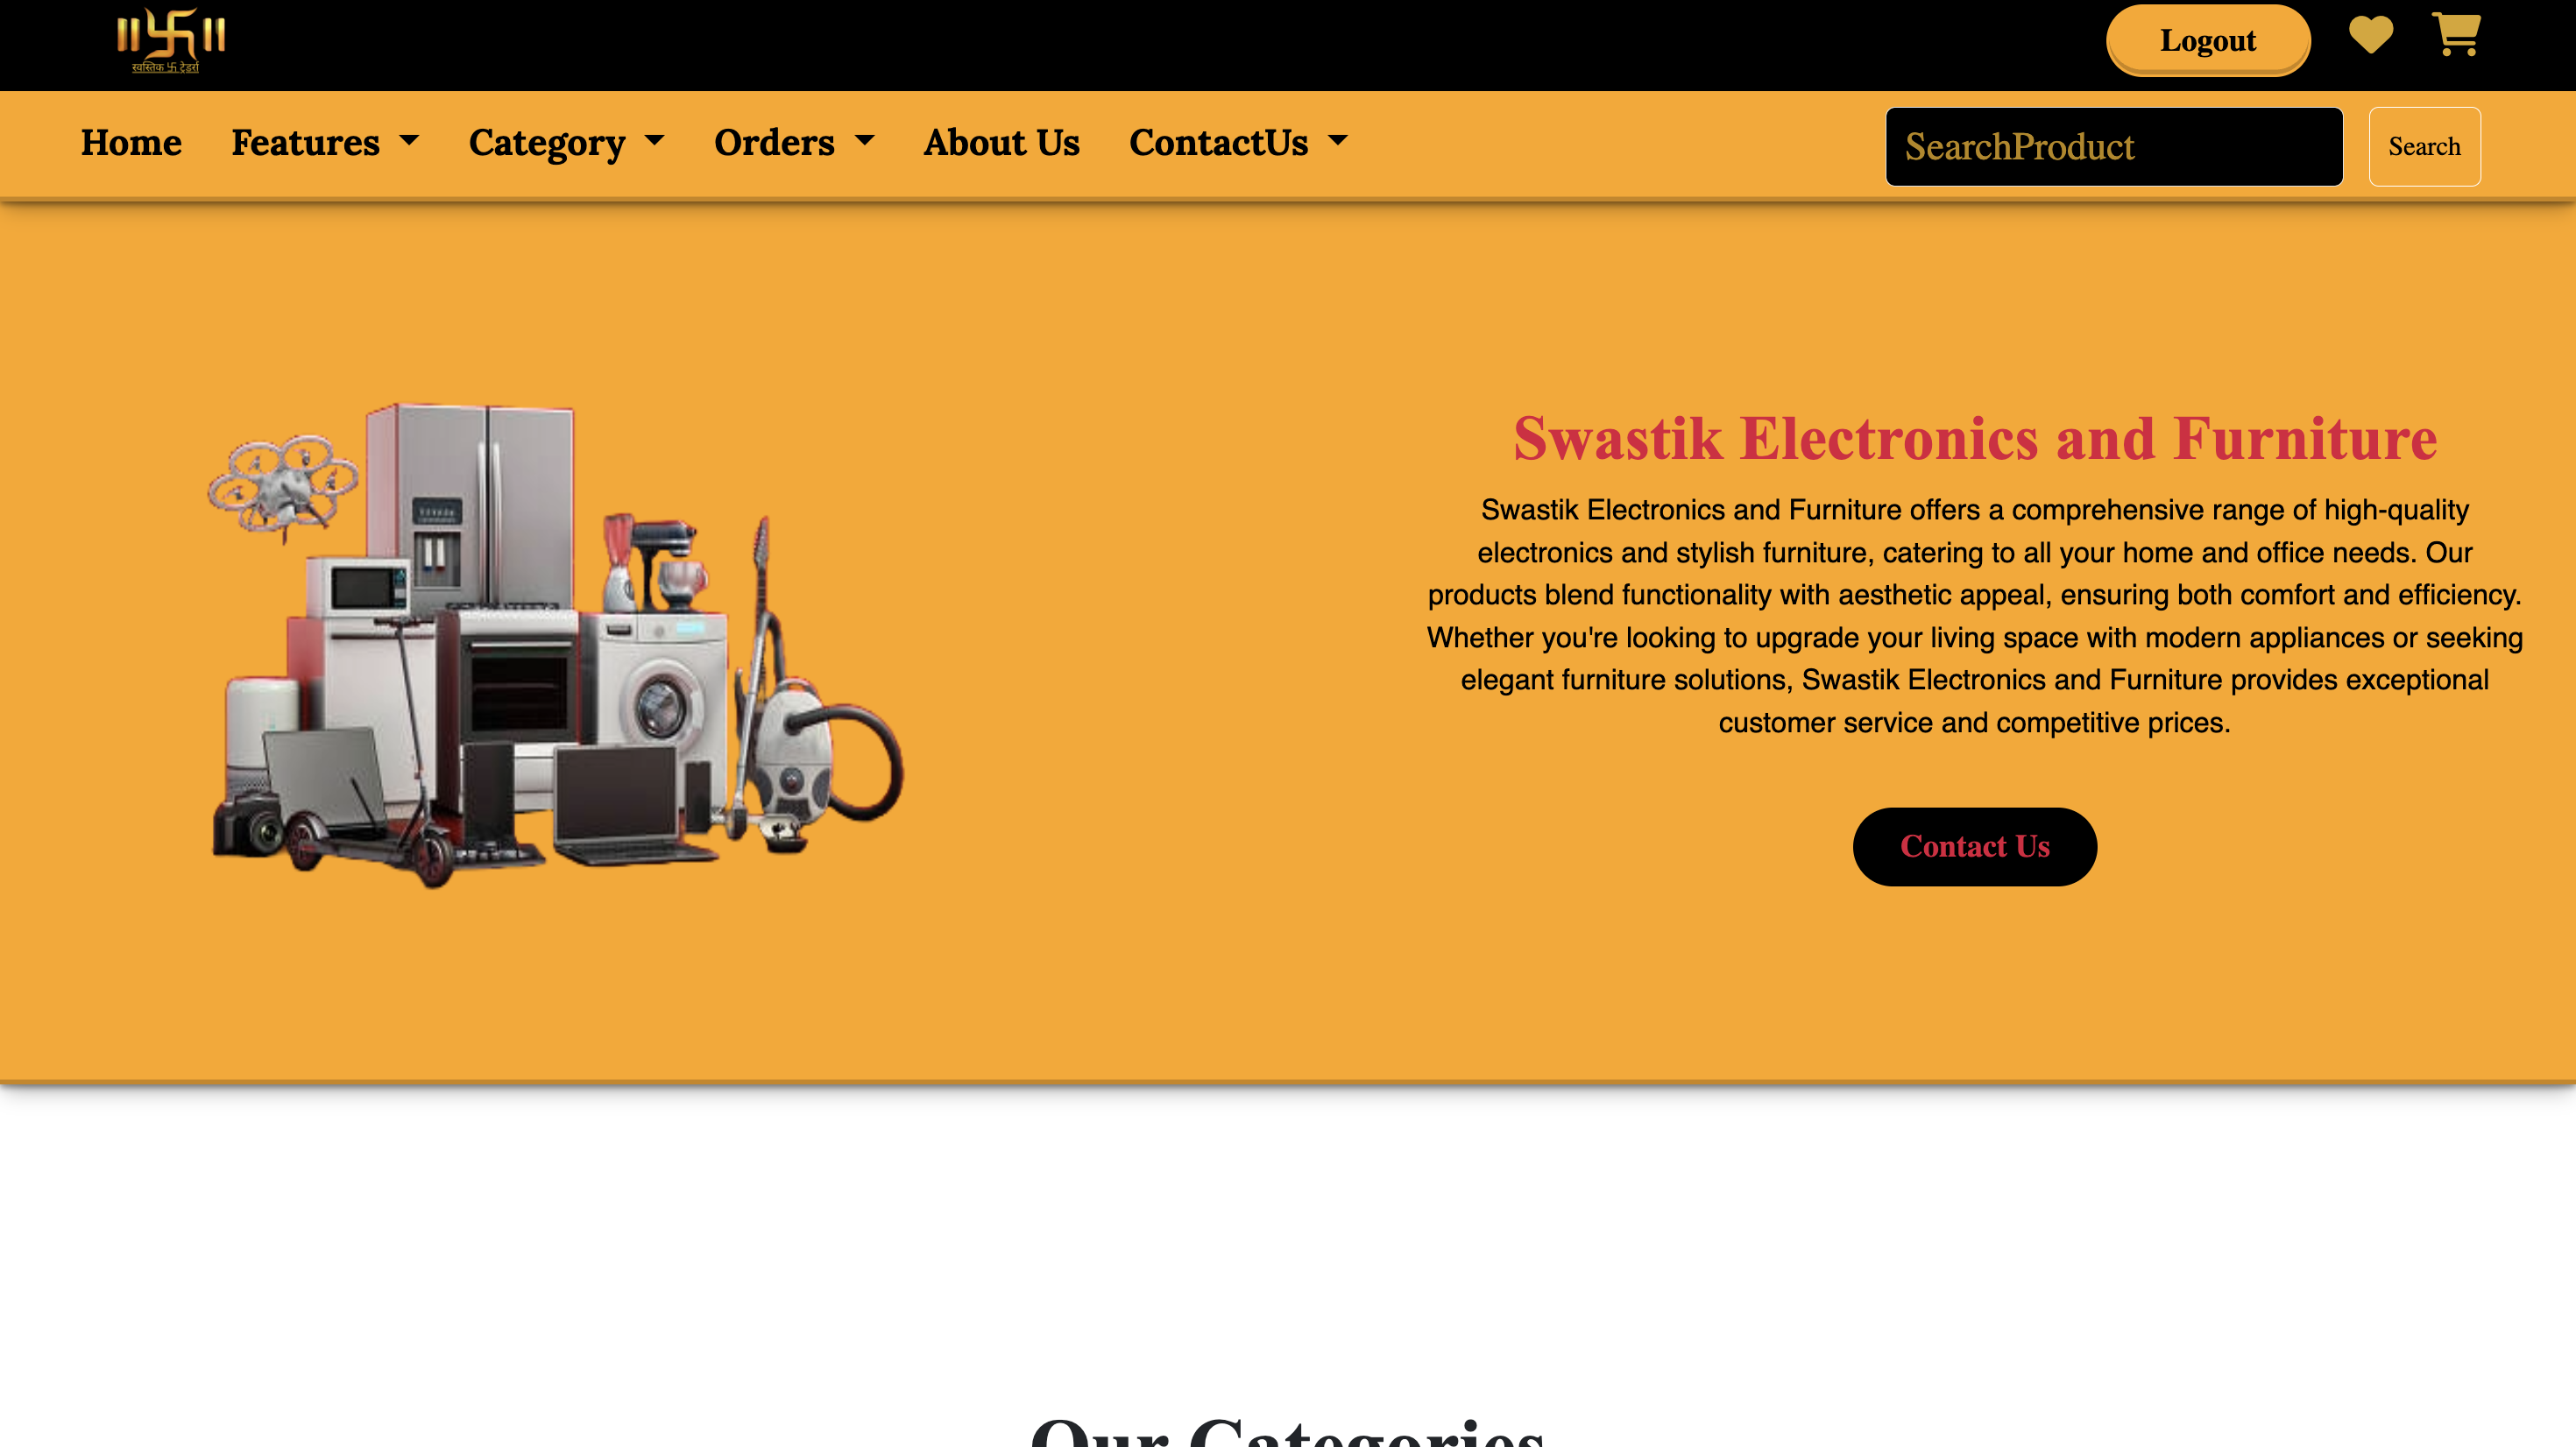 स्वस्तिक 卐 ट्रेडर्स
Logout
Home Features Category Orders About Us ContactUs
SearchProduct Search
Swastik Electronics and Furniture
Swastik Electronics and Furniture offers a comprehensive range of high-quality
electronics and stylish furniture, catering to all your home and office needs. Our
products blend functionality with aesthetic appeal, ensuring both comfort and efficiency.
Whether you're looking to upgrade your living space with modern appliances or seeking
elegant furniture solutions, Swastik Electronics and Furniture provides exceptional
customer service and competitive prices.
Contact Us
Our Categories